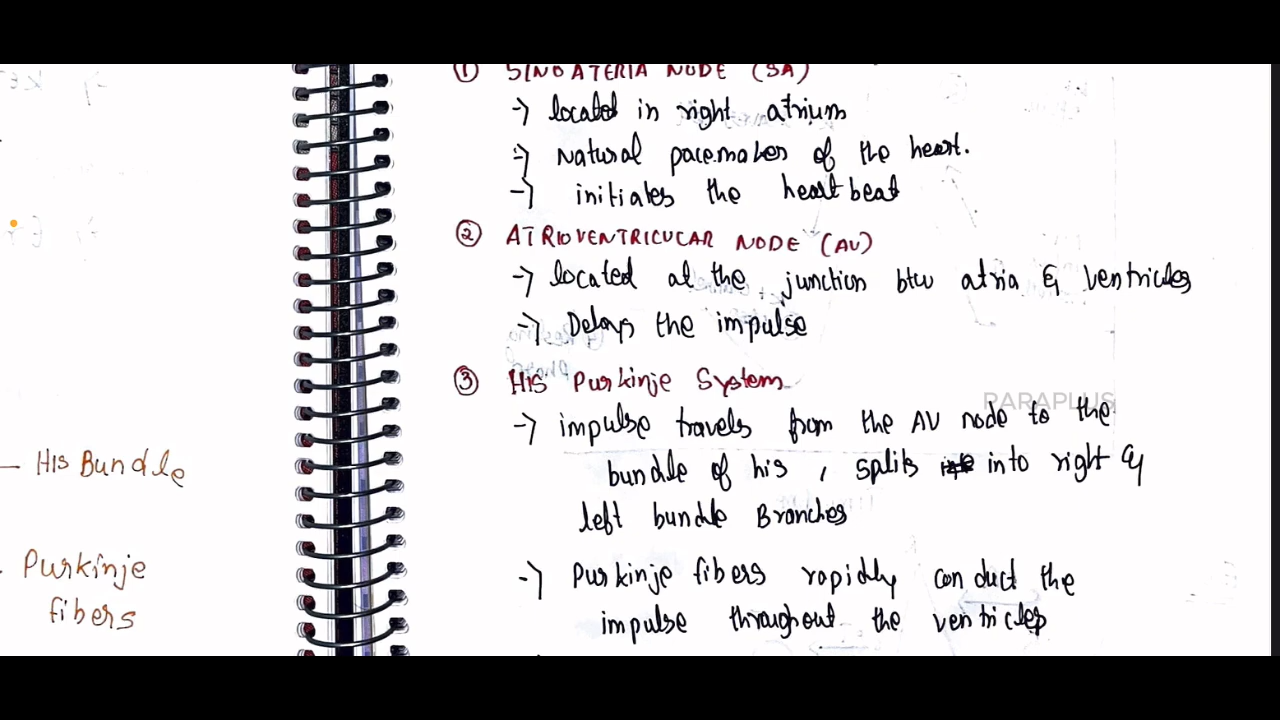 His Bundle
Purkinje
fibers
① SINOATERIA NODE (SA)
-> located in right atrium
-> Natural pacemaker of the heart.
-> initiates the heart beat
② ATRIOVENTRICUCAR NODE (AV)
-> located at the junction btw atria & ventricles
-> Delays the impulse
③ HIS Purkinje System
PARAPLUS
-> impulse travels from the AV node to the
bundle of his, splits into right &
left bundle Branches
-> Purkinje fibers rapidly conduct the
impulse throughout the ventricles